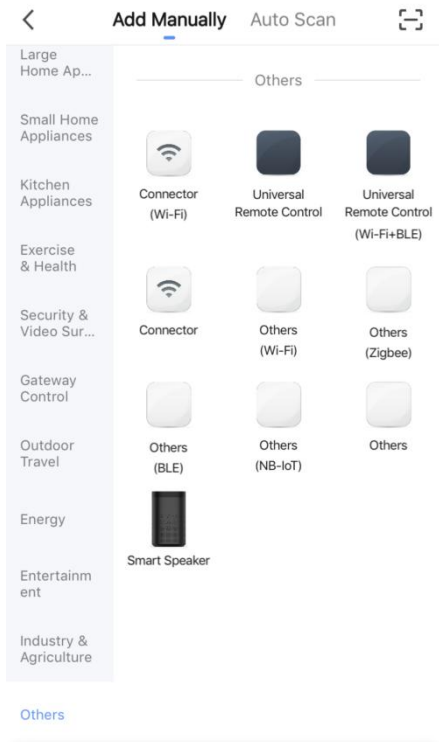 Add Manually Auto Scan
Large
Home Ap...
Small Home
Appliances
Kitchen
Appliances
Exercise
& Health
Security &
Video Sur...
Gateway
Control
Outdoor
Travel
Energy
Entertainm
ent
Industry &
Agriculture
Others
Others
Connector
(Wi-Fi)
Universal
Remote Control
Universal
Remote Control
(Wi-Fi+BLE)
Connector
Others
(Wi-Fi)
Others
(Zigbee)
Others
(BLE)
Others
(NB-IoT)
Others
Smart Speaker